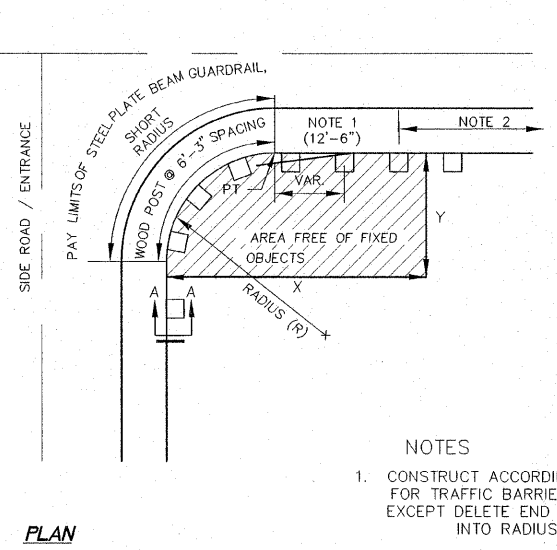 PAY LIMITS OF STEEL PLATE BEAM GUARDRAIL,
SHORT
RADIUS
WOOD POST @ 6'-3" SPACING
NOTE 1
(12'-6")
NOTE 2
SIDE ROAD / ENTRANCE
PT
VAR.
Y
AREA FREE OF FIXED
OBJECTS
X
A A
RADIUS (R)
NOTES
1. CONSTRUCT ACCORDI
FOR TRAFFIC BARRIE
EXCEPT DELETE END
INTO RADIUS
PLAN